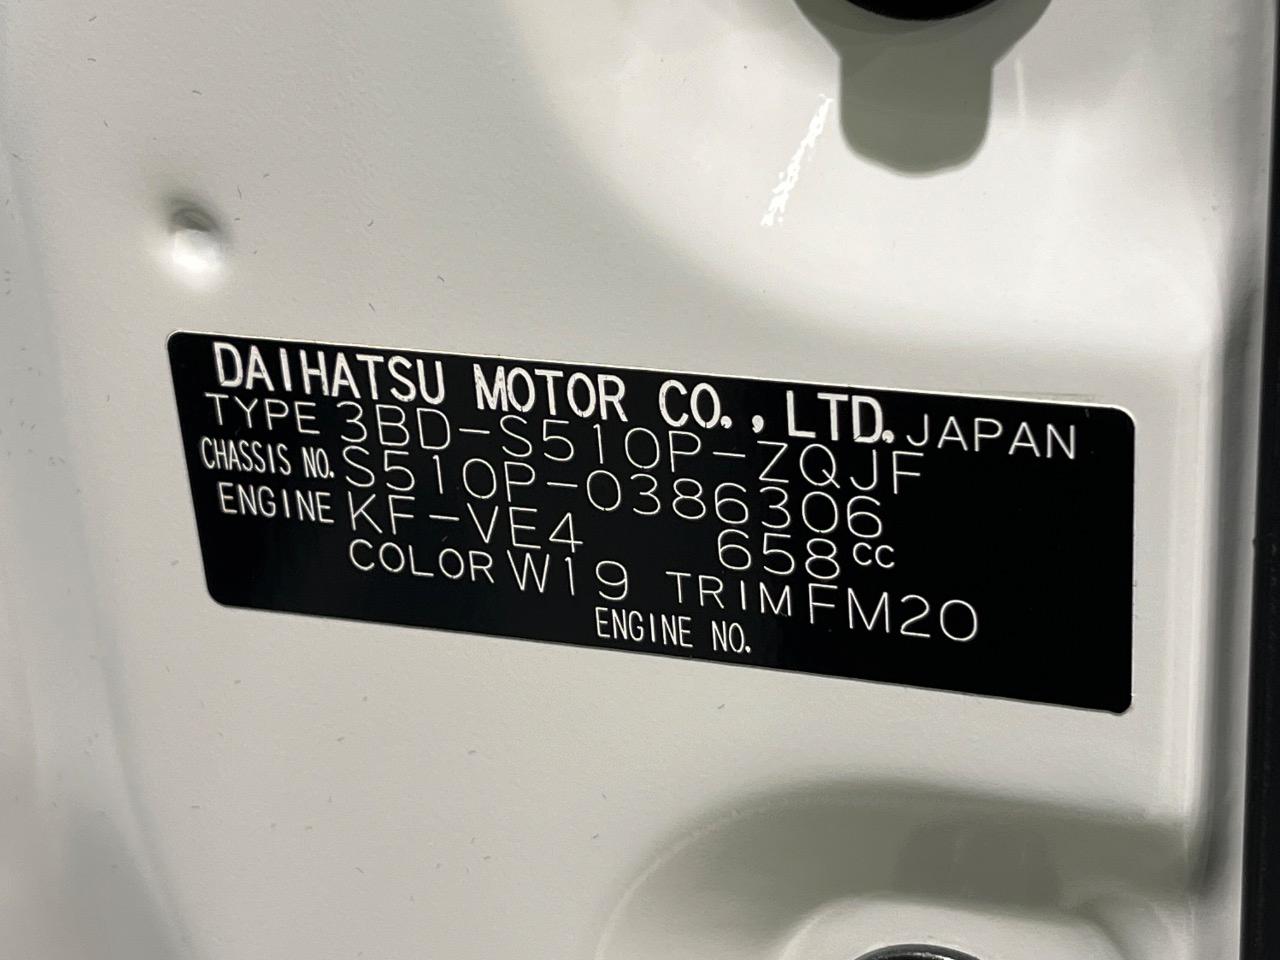 DAIHATSU MOTOR CO., LTD. JAPAN
TYPE 3BD-S510P-ZQJF
CHASSIS NO. S510P-0386306
ENGINE KF-VE4 658cc
COLOR W19 TRIM FM20
ENGINE NO.